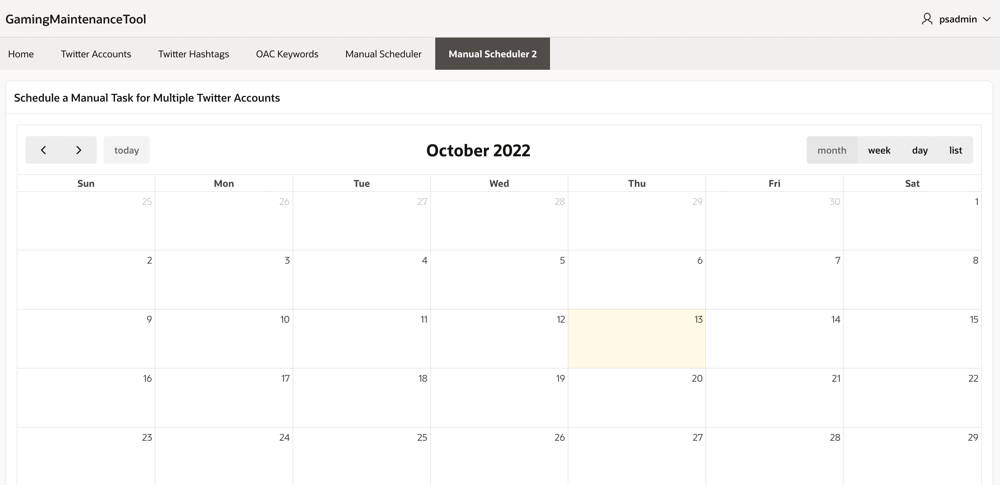 GamingMaintenanceTool psadmin
Home Twitter Accounts Twitter Hashtags OAC Keywords Manual Scheduler Manual Scheduler 2
Schedule a Manual Task for Multiple Twitter Accounts
today October 2022 month week day list
Sun Mon Tue Wed Thu Fri Sat
25 26 27 28 29 30 1
2 3 4 5 6 7 8
9 10 11 12 13 14 15
16 17 18 19 20 21 22
23 24 25 26 27 28 29